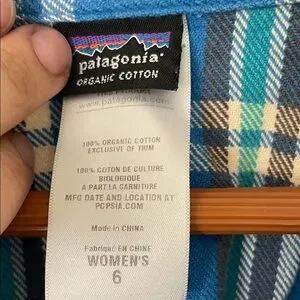 patagonia®
ORGANIC COTTON
www.patagonia.com
100% ORGANIC COTTON
EXCLUSIVE OF TRIM
100% COTON DE CULTURE
BIOLOGIQUE
A PART LA GARNITURE
MFG DATE AND LOCATION AT
PCPSIA.COM
MADE IN CHINA
FABRIQUE EN CHINE
WOMEN'S
6